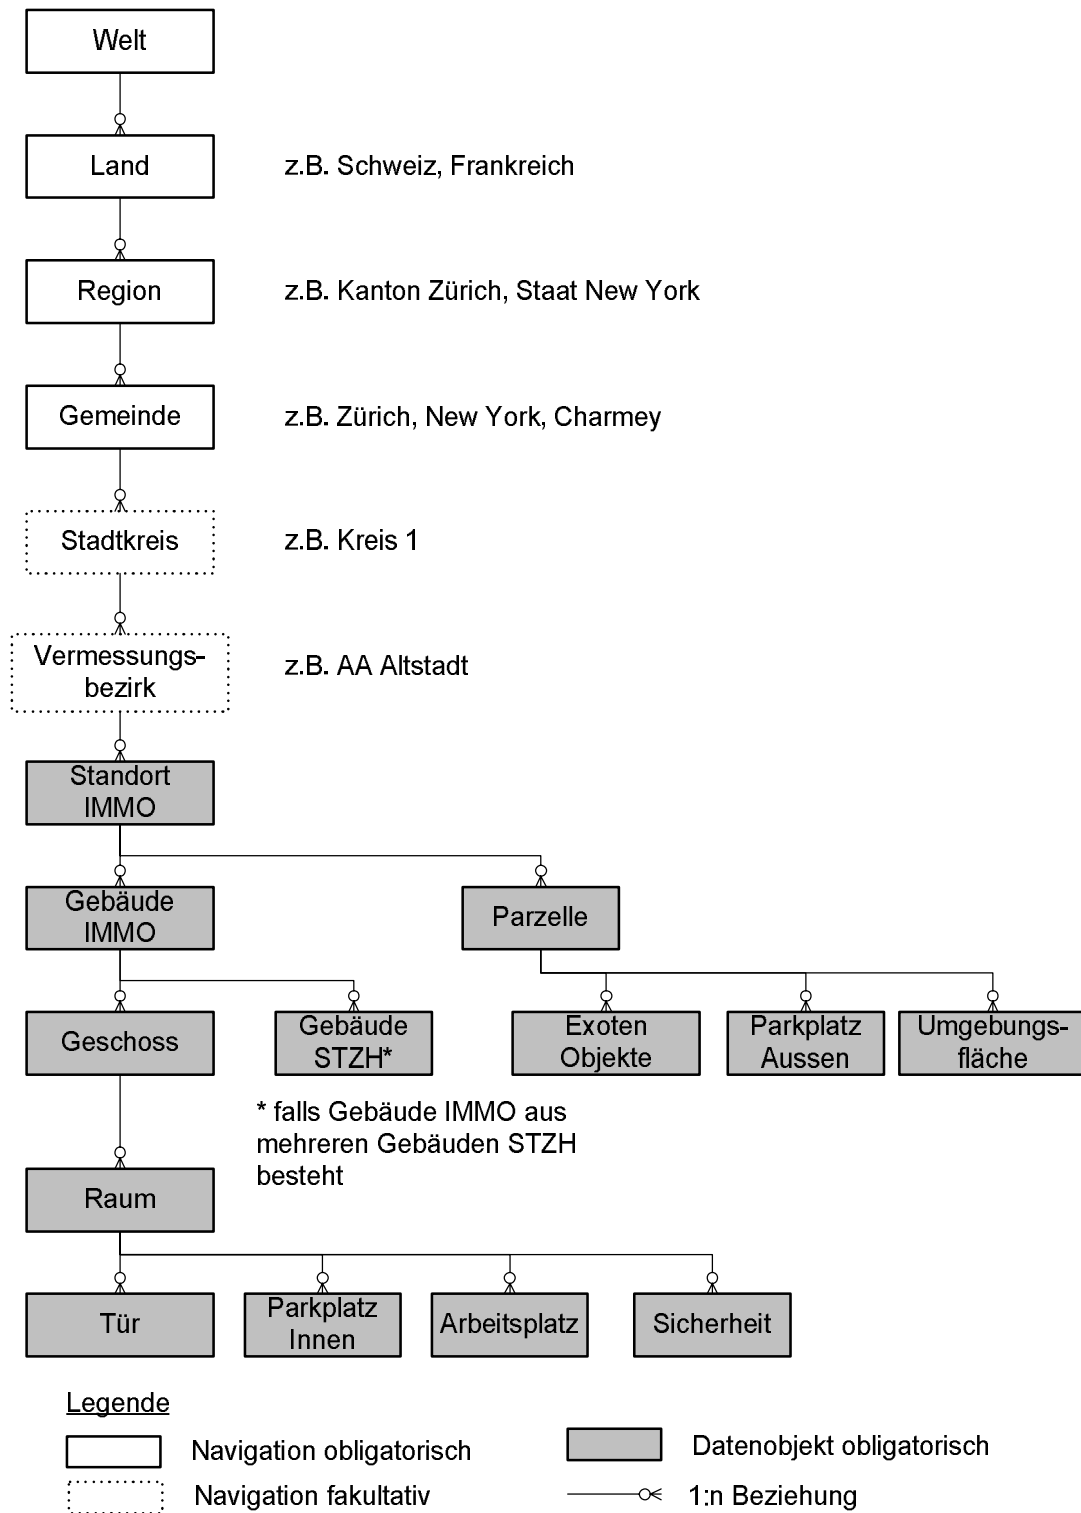 Welt
Land
z.B. Schweiz, Frankreich
Region
z.B. Kanton Zürich, Staat New York
Gemeinde
z.B. Zürich, New York, Charmey
Stadtkreis
z.B. Kreis 1
Vermessungs-
bezirk
z.B. AA Altstadt
Standort
IMMO
Gebäude
IMMO
Parzelle
Geschoss
Gebäude
STZH*
Exoten
Objekte
Parkplatz
Aussen
Umgebungs-
fläche
* falls Gebäude IMMO aus
mehreren Gebäuden STZH
besteht
Raum
Tür
Parkplatz
Innen
Arbeitsplatz
Sicherheit
Legende
Navigation obligatorisch
Datenobjekt obligatorisch
Navigation fakultativ
1:n Beziehung